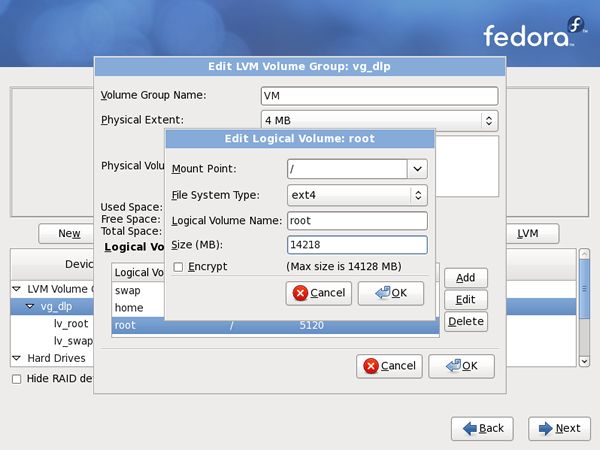 fedora
Edit LVM Volume Group: vg_dlp
Volume Group Name: VM
Physical Extent: 4 MB
Edit Logical Volume: root
Physical Volu
Mount Point: /
File System Type: ext4
Used Space:
Free Space:
Total Space:
Logical Volume Name: root
New
LVM
Logical Vo
Size (MB): 14218
Devic
Logical Vo
Encrypt (Max size is 14128 MB)
Add
LVM Volume G
swap
Cancel OK
Edit
vg_dlp
home
lv_root
root / 5120
Delete
lv_swap
Hard Drives
Cancel OK
Hide RAID de
Back Next